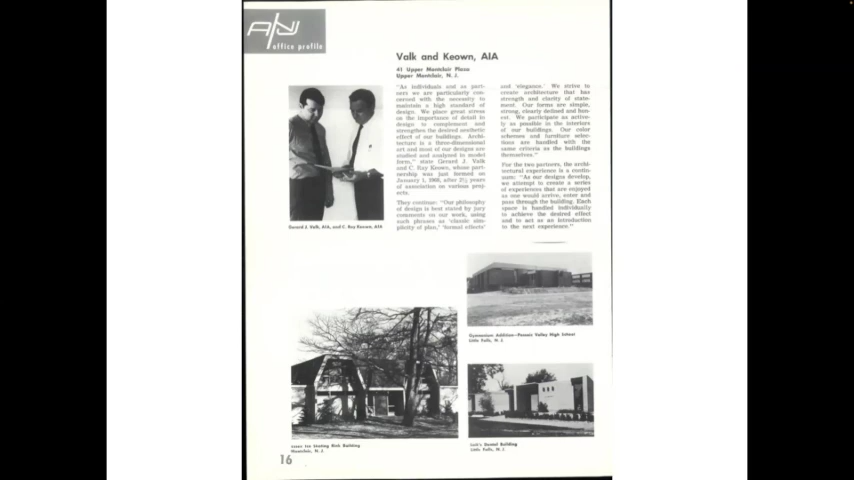 AN
office profile
Valk and Keown, AIA
41 Upper Montclair Plaza
Upper Montclair, N. J.
"As individuals and as part-
ners we are particularly con-
cerned with the necessity to
maintain a high standard of
design. We place great stress
on the importance of detail in
design to complement and
strengthen the desired aesthetic
effect of our buildings. Archi-
tecture is a three-dimensional
art and most of our designs are
studied and analyzed in model
form," state Gerard J. Valk
and C. Ray Keown, whose part-
nership was just formed on
January 1, 1966, after 2½ years
of association on various proj-
ects.
They continue: "Our philosophy
of design is best stated by jury
comments on our work, using
such phrases as 'classic sim-
plicity of plan,' 'formal effects'
and 'elegance.' We strive to
create architecture that has
strength and clarity of state-
ment. Our forms are simple,
strong, clearly defined and hon-
est. We participate as active-
ly as possible in the interiors
of our buildings. Our color
schemes and furniture selec-
tions are handled with the
same criteria as the buildings
themselves."
For the two partners, the archi-
tectural experience is a contin-
uum: "As our designs develop,
we attempt to create a series
of experiences that are enjoyed
as one would arrive, enter and
pass through the building. Each
space is handled individually
to achieve the desired effect
and to act as an introduction
to the next experience."
Gerard J. Valk, AIA, and C. Ray Keown, AIA
Gymnasium Addition—Passaic Valley High School
Little Falls, N. J.
Ice Skating Rink Building
Montclair, N. J.
Dental Building
Little Falls, N. J.
16